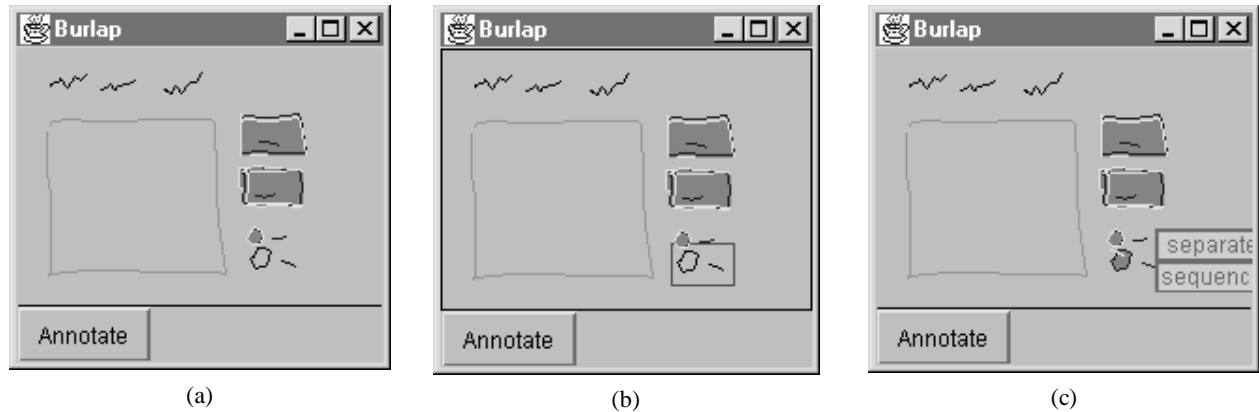 Burlap
Annotate
(a)
Burlap
Annotate
(b)
Burlap
separate
sequenc
Annotate
(c)